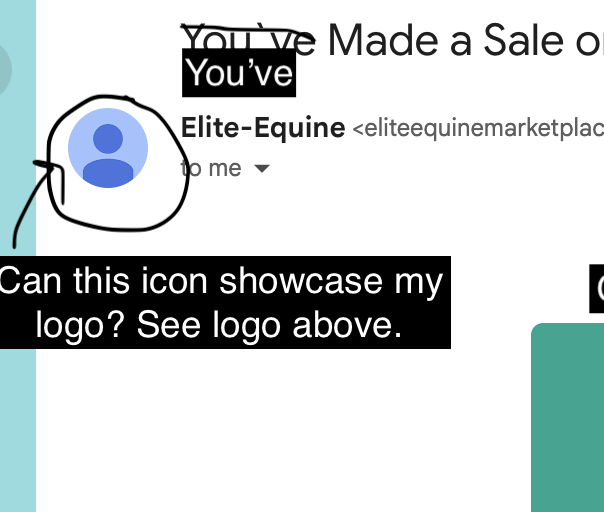 You've Made a Sale o
You’ve
Elite-Equine <eliteequinemarketplac
to me
Can this icon showcase my
logo? See logo above.